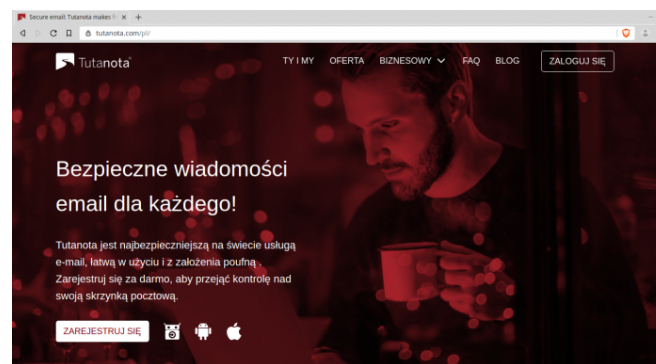 Secure email: Tutanota makes
tutanota.com/pl/
Tutanota
TY I MY OFERTA BIZNESOWY FAQ BLOG ZALOGUJ SIĘ
Bezpieczne wiadomości
email dla każdego!
Tutanota jest najbezpieczniejszą na świecie usługą
e-mail, łatwą w użyciu i z założenia poufną .
Zarejestruj się za darmo, aby przejąć kontrolę nad
swoją skrzynką pocztową.
ZAREJESTRUJ SIĘ